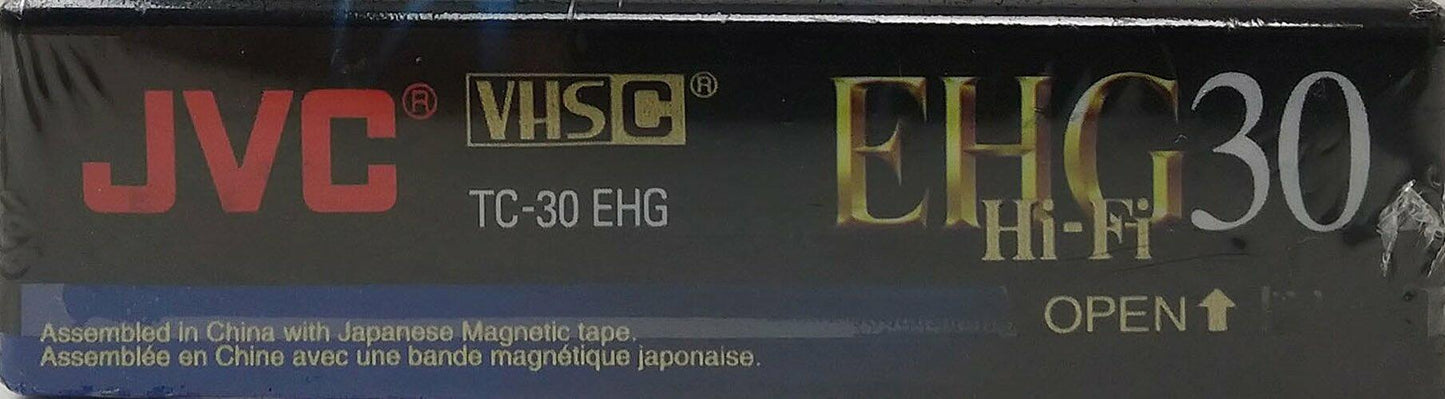 JVC®
VHS C®
TC-30 EHG
EHG30
Hi-Fi
OPEN↑
Assembled in China with Japanese Magnetic tape.
Assemblée en Chine avec une bande magnétique japonaise.